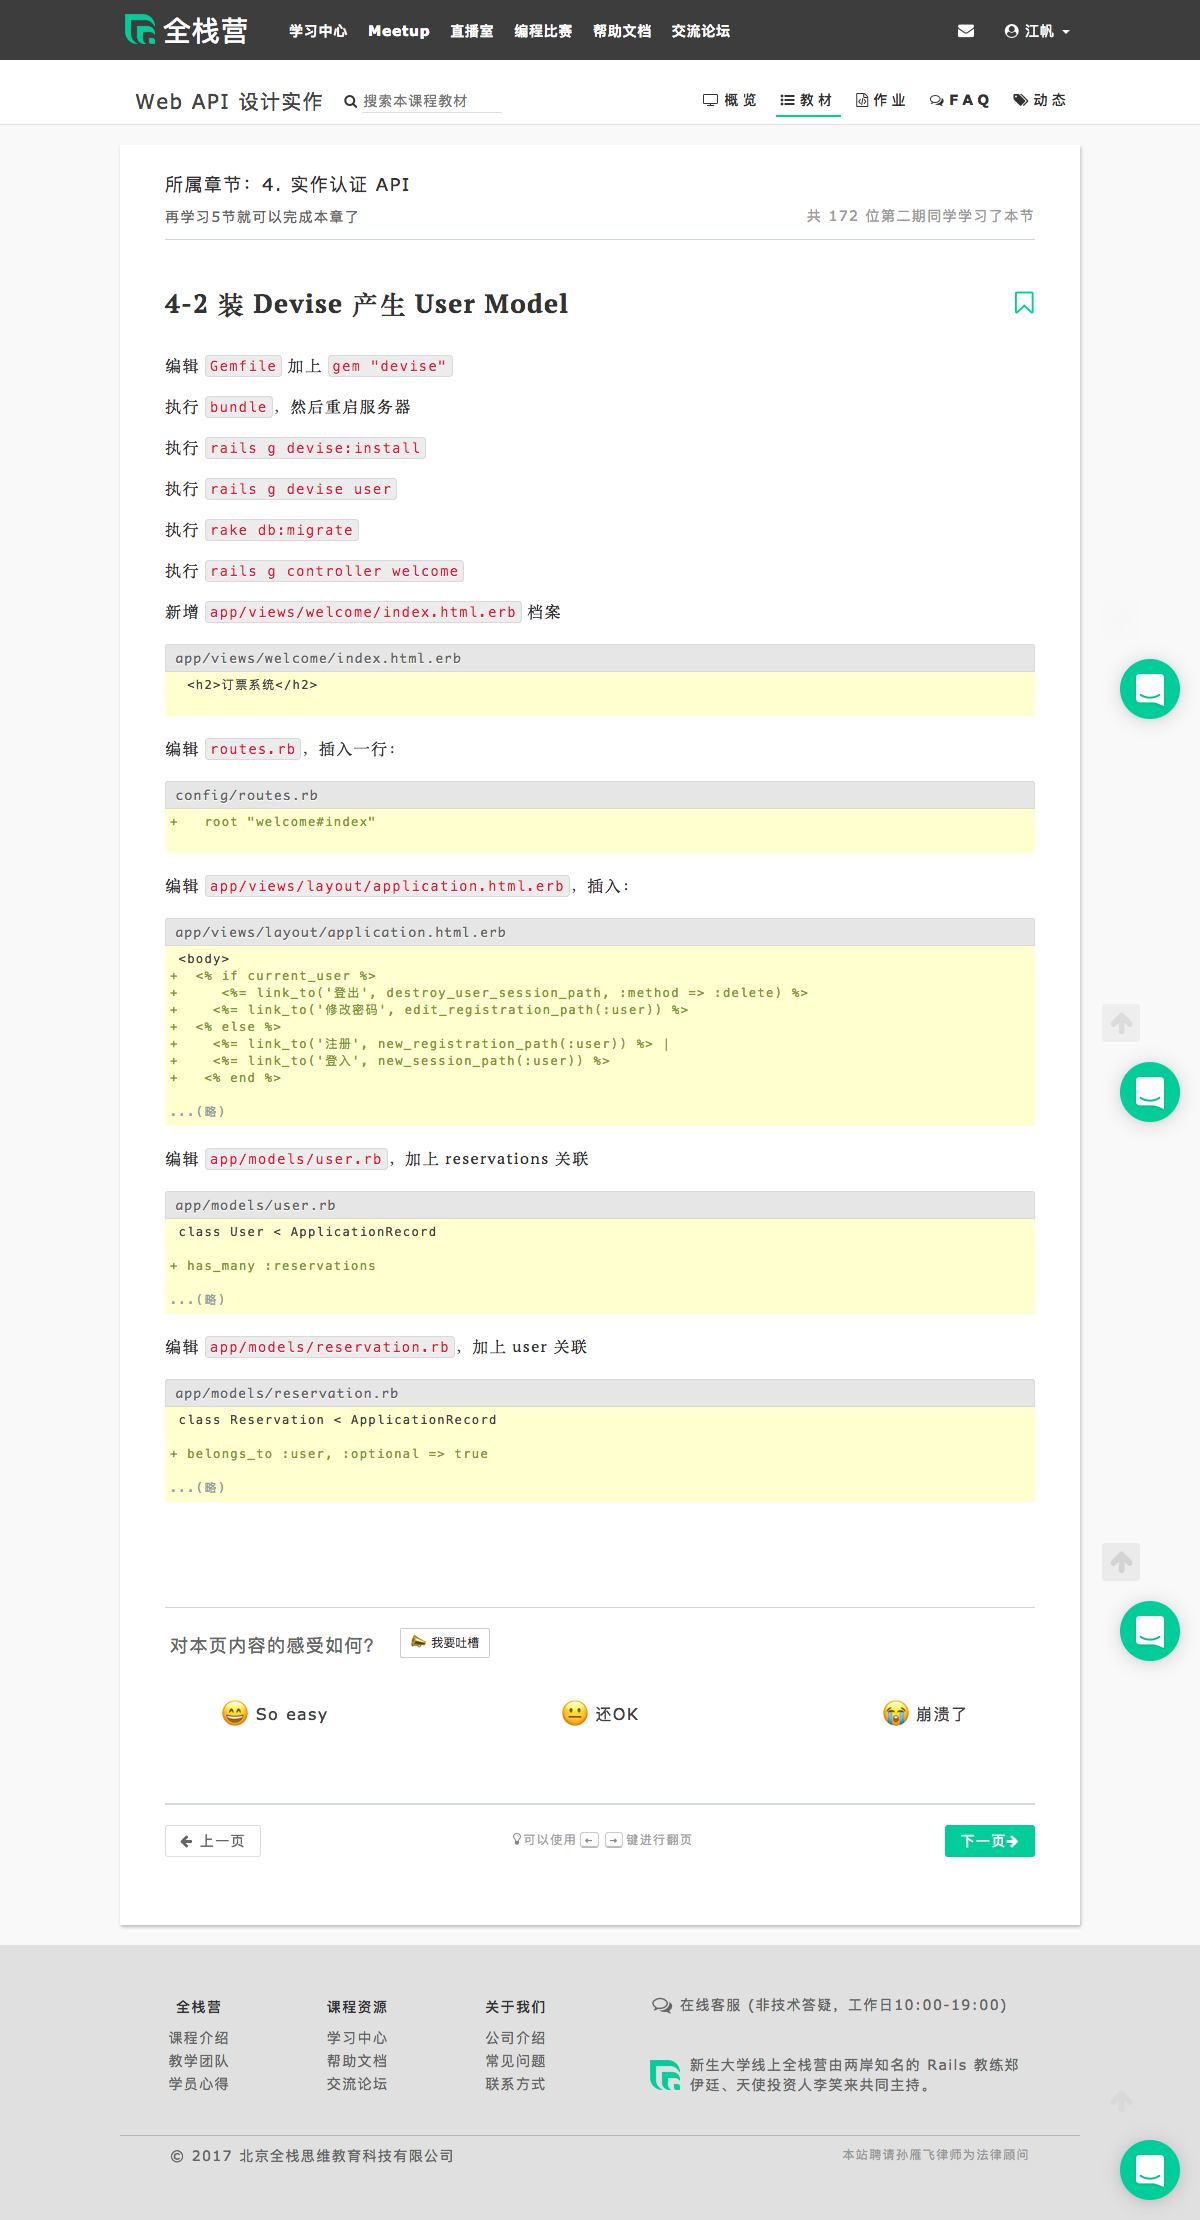 全栈营 学习中心 Meetup 直播室 编程比赛 帮助文档 交流论坛 江帆
Web API 设计实作 搜索本课程教材 概览 教材 作业 FAQ 动态
所属章节：4. 实作认证 API
再学习5节就可以完成本章了 共 172 位第二期同学学习了本节
4-2 装 Devise 产生 User Model
编辑 Gemfile 加上 gem "devise"
执行 bundle，然后重启服务器
执行 rails g devise:install
执行 rails g devise user
执行 rake db:migrate
执行 rails g controller welcome
新增 app/views/welcome/index.html.erb 档案
app/views/welcome/index.html.erb
<h2>订票系统</h2>
编辑 routes.rb，插入一行：
config/routes.rb
+   root "welcome#index"
编辑 app/views/layout/application.html.erb，插入：
app/views/layout/application.html.erb
<body>
+  <% if current_user %>
+     <%= link_to('登出', destroy_user_session_path, :method => :delete) %>
+    <%= link_to('修改密码', edit_registration_path(:user)) %>
+  <% else %>
+    <%= link_to('注册', new_registration_path(:user)) %> |
+    <%= link_to('登入', new_session_path(:user)) %>
+   <% end %>
...(略)
编辑 app/models/user.rb，加上 reservations 关联
app/models/user.rb
class User < ApplicationRecord
+ has_many :reservations
...(略)
编辑 app/models/reservation.rb，加上 user 关联
app/models/reservation.rb
class Reservation < ApplicationRecord
+ belongs_to :user, :optional => true
...(略)
对本页内容的感受如何? 我要吐槽
So easy 还OK 崩溃了
上一页 可以使用 ← → 键进行翻页 下一页
全栈营 课程资源 关于我们 在线客服 (非技术答疑，工作日10:00-19:00)
课程介绍 学习中心 公司介绍
教学团队 帮助文档 常见问题 新生大学线上全栈营由两岸知名的 Rails 教练郑
学员心得 交流论坛 联系方式 伊廷、天使投资人李笑来共同主持。
© 2017 北京全栈思维教育科技有限公司 本站聘请孙雁飞律师为法律顾问